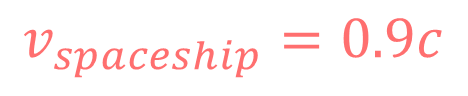 v_spaceship = 0.9c